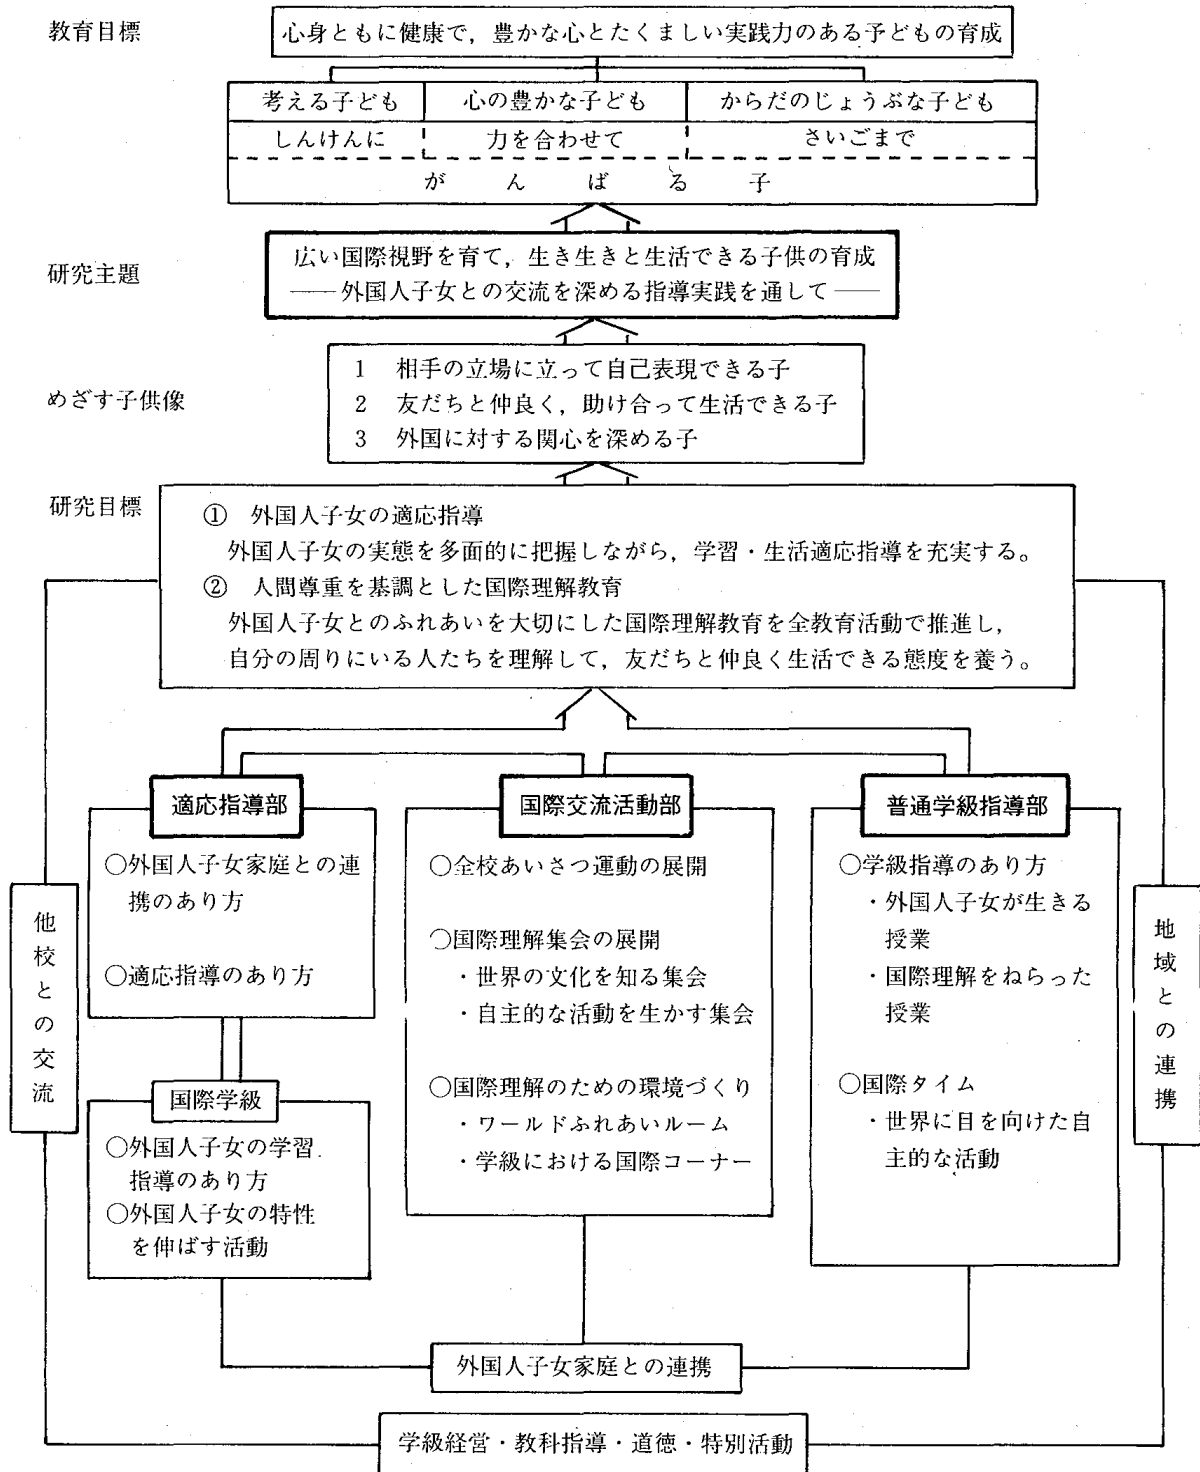 教育目標
心身ともに健康で，豊かな心とたくましい実践力のある子どもの育成
考える子ども
心の豊かな子ども
からだのじょうぶな子ども
しんけんに
力を合わせて
さいごまで
がんばる子
研究主題
広い国際視野を育て，生き生きと生活できる子供の育成
――外国人子女との交流を深める指導実践を通して――
めざす子供像
1 相手の立場に立って自己表現できる子
2 友だちと仲良く，助け合って生活できる子
3 外国に対する関心を深める子
研究目標
① 外国人子女の適応指導
外国人子女の実態を多面的に把握しながら，学習・生活適応指導を充実する。
② 人間尊重を基調とした国際理解教育
外国人子女とのふれあいを大切にした国際理解教育を全教育活動で推進し，
自分の周りにいる人たちを理解して，友だちと仲良く生活できる態度を養う。
他校との交流
適応指導部
○外国人子女家庭との連
携のあり方
○適応指導のあり方
国際学級
○外国人子女の学習
指導のあり方
○外国人子女の特性
を伸ばす活動
国際交流活動部
○全校あいさつ運動の展開
○国際理解集会の展開
・世界の文化を知る集会
・自主的な活動を生かす集会
○国際理解のための環境づくり
・ワールドふれあいルーム
・学級における国際コーナー
普通学級指導部
○学級指導のあり方
・外国人子女が生きる
授業
・国際理解をねらった
授業
○国際タイム
・世界に目を向けた自
主的な活動
地域との連携
外国人子女家庭との連携
学級経営・教科指導・道徳・特別活動